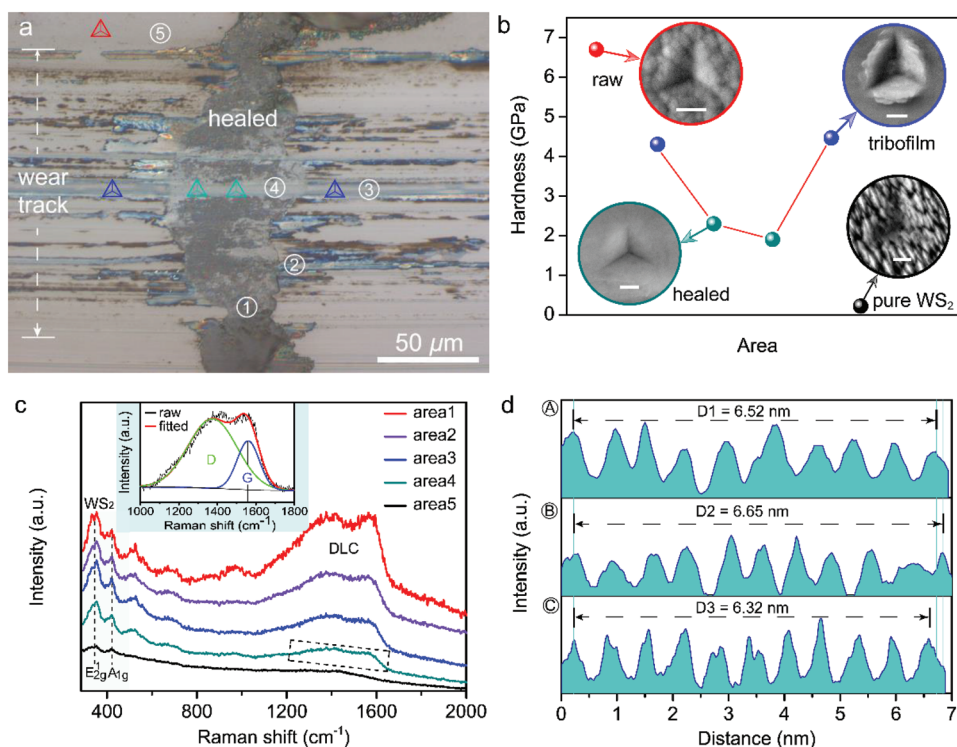 a
⑤
healed
wear
track
④
③
②
①
50 µm
b
Hardness (GPa)
7
6
5
4
3
2
1
0
raw
tribofilm
healed
pure WS₂
Area
c
Intensity (a.u.)
raw
fitted
D
G
Intensity (a.u.)
1000 1200 1400 1600 1800
Raman shift (cm⁻¹)
area1
area2
area3
area4
area5
WS₂
DLC
E¹₂g
A₁g
400 800 1200 1600 2000
Raman shift (cm⁻¹)
d
Intensity (a.u.)
Ⓐ
D1 = 6.52 nm
Ⓑ
D2 = 6.65 nm
Ⓒ
D3 = 6.32 nm
0 1 2 3 4 5 6 7
Distance (nm)